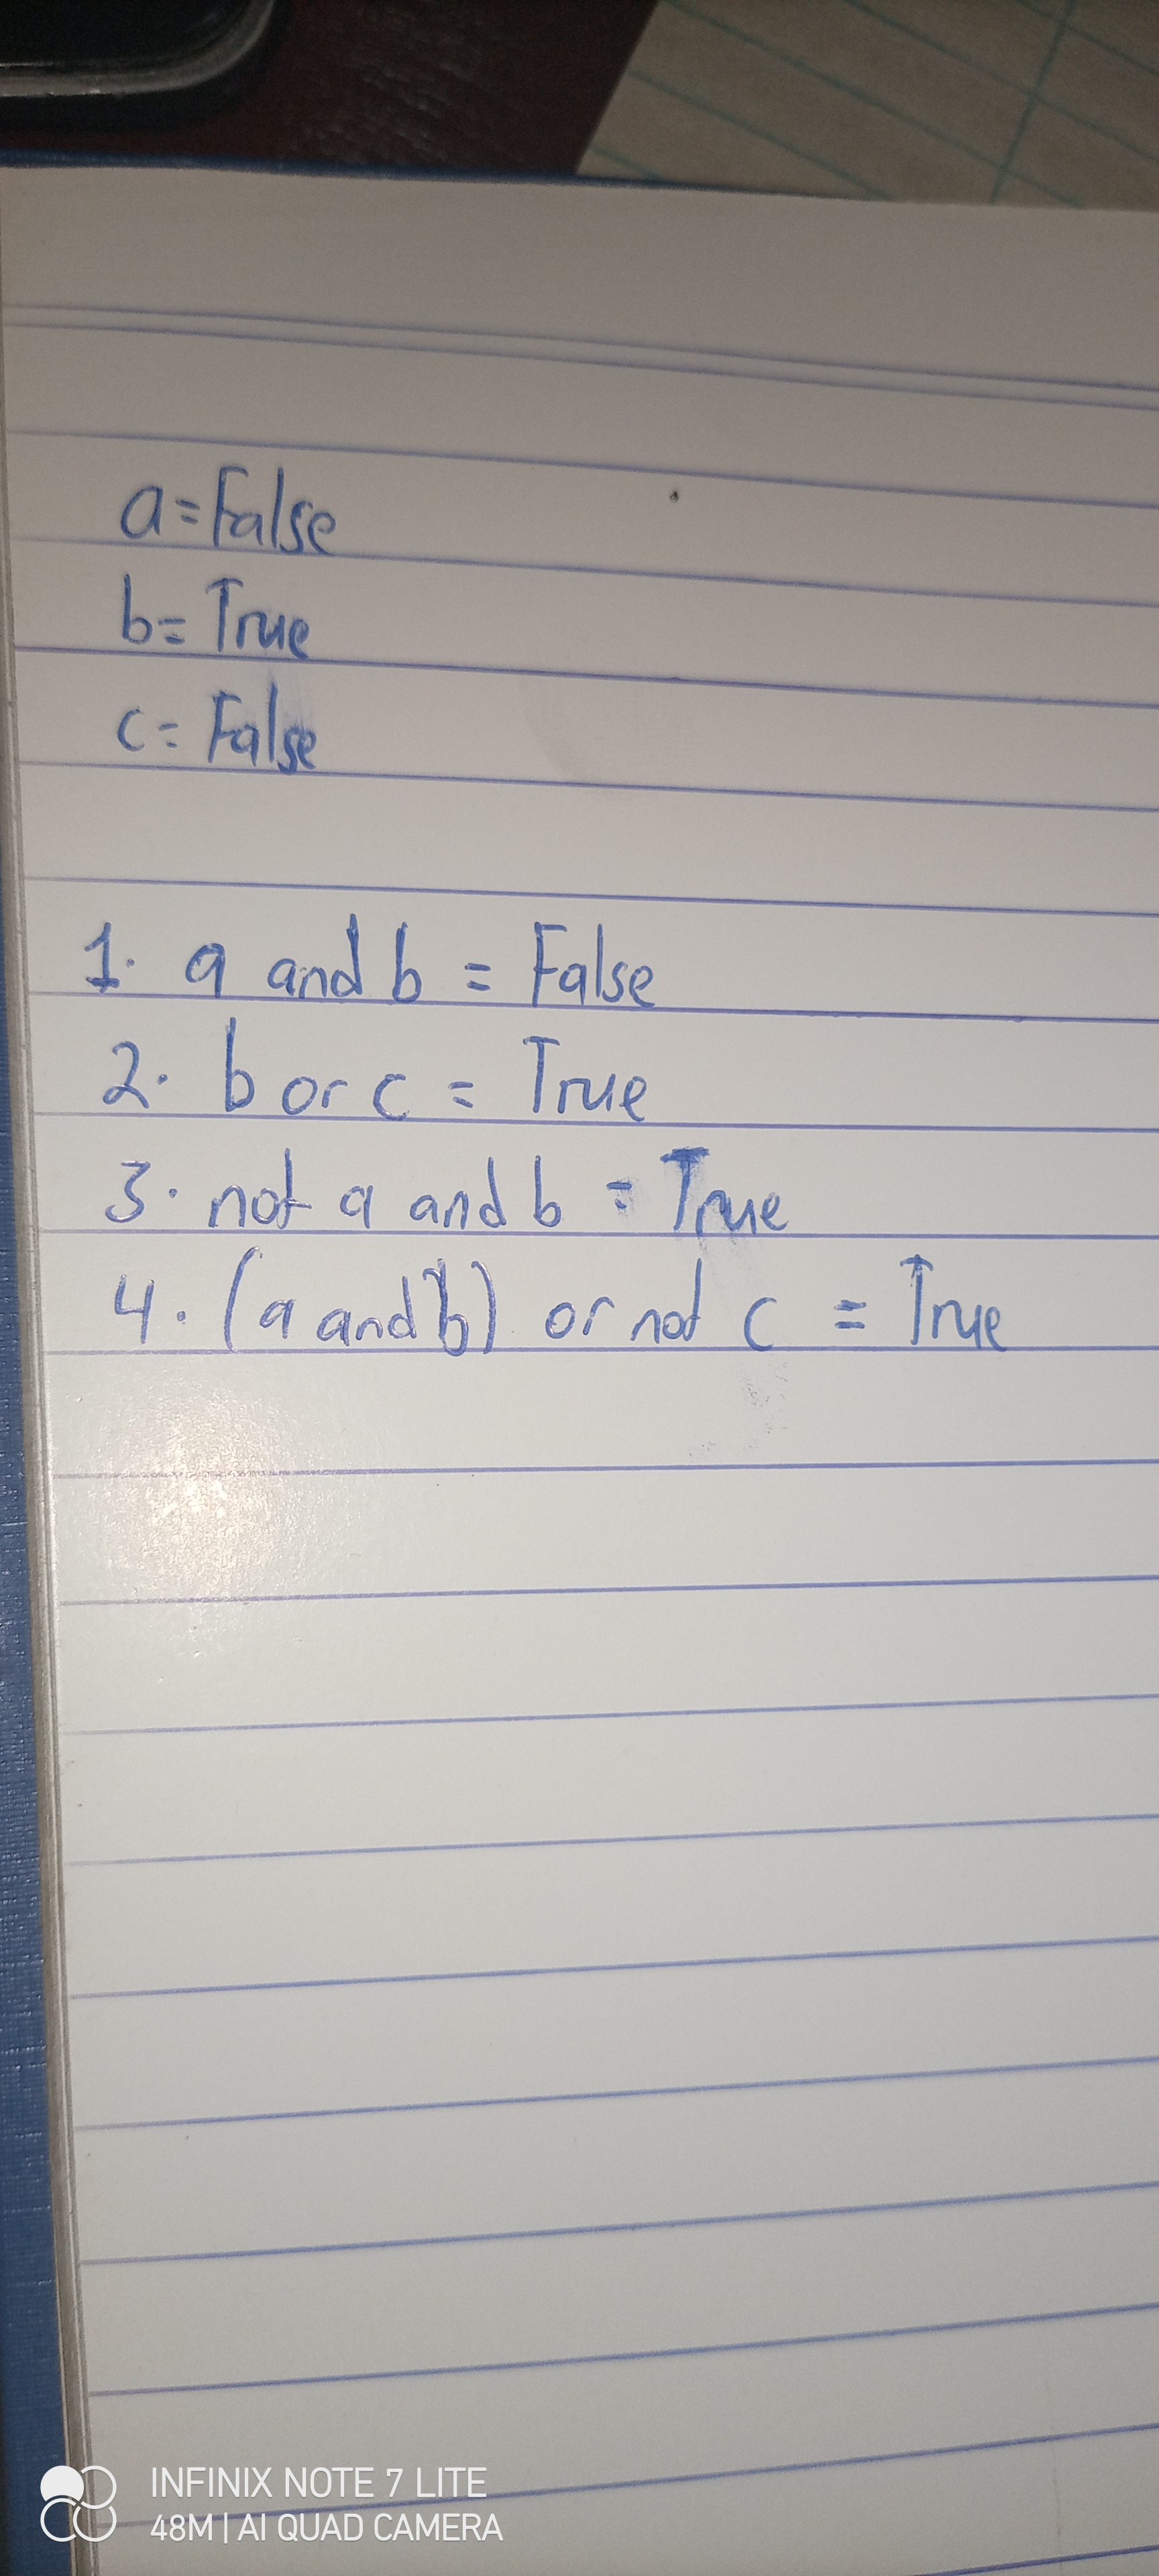 a=False
b= True
c= False
1. a and b = False
2. b or c = True
3. not a and b = True
4. (a and b) or not c = True
INFINIX NOTE 7 LITE
48M | AI QUAD CAMERA